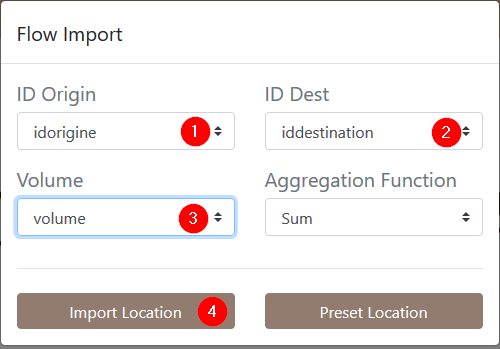 Flow Import
ID Origin ID Dest
idorigine 1 iddestination 2
Volume Aggregation Function
volume 3 Sum
Import Location 4 Preset Location